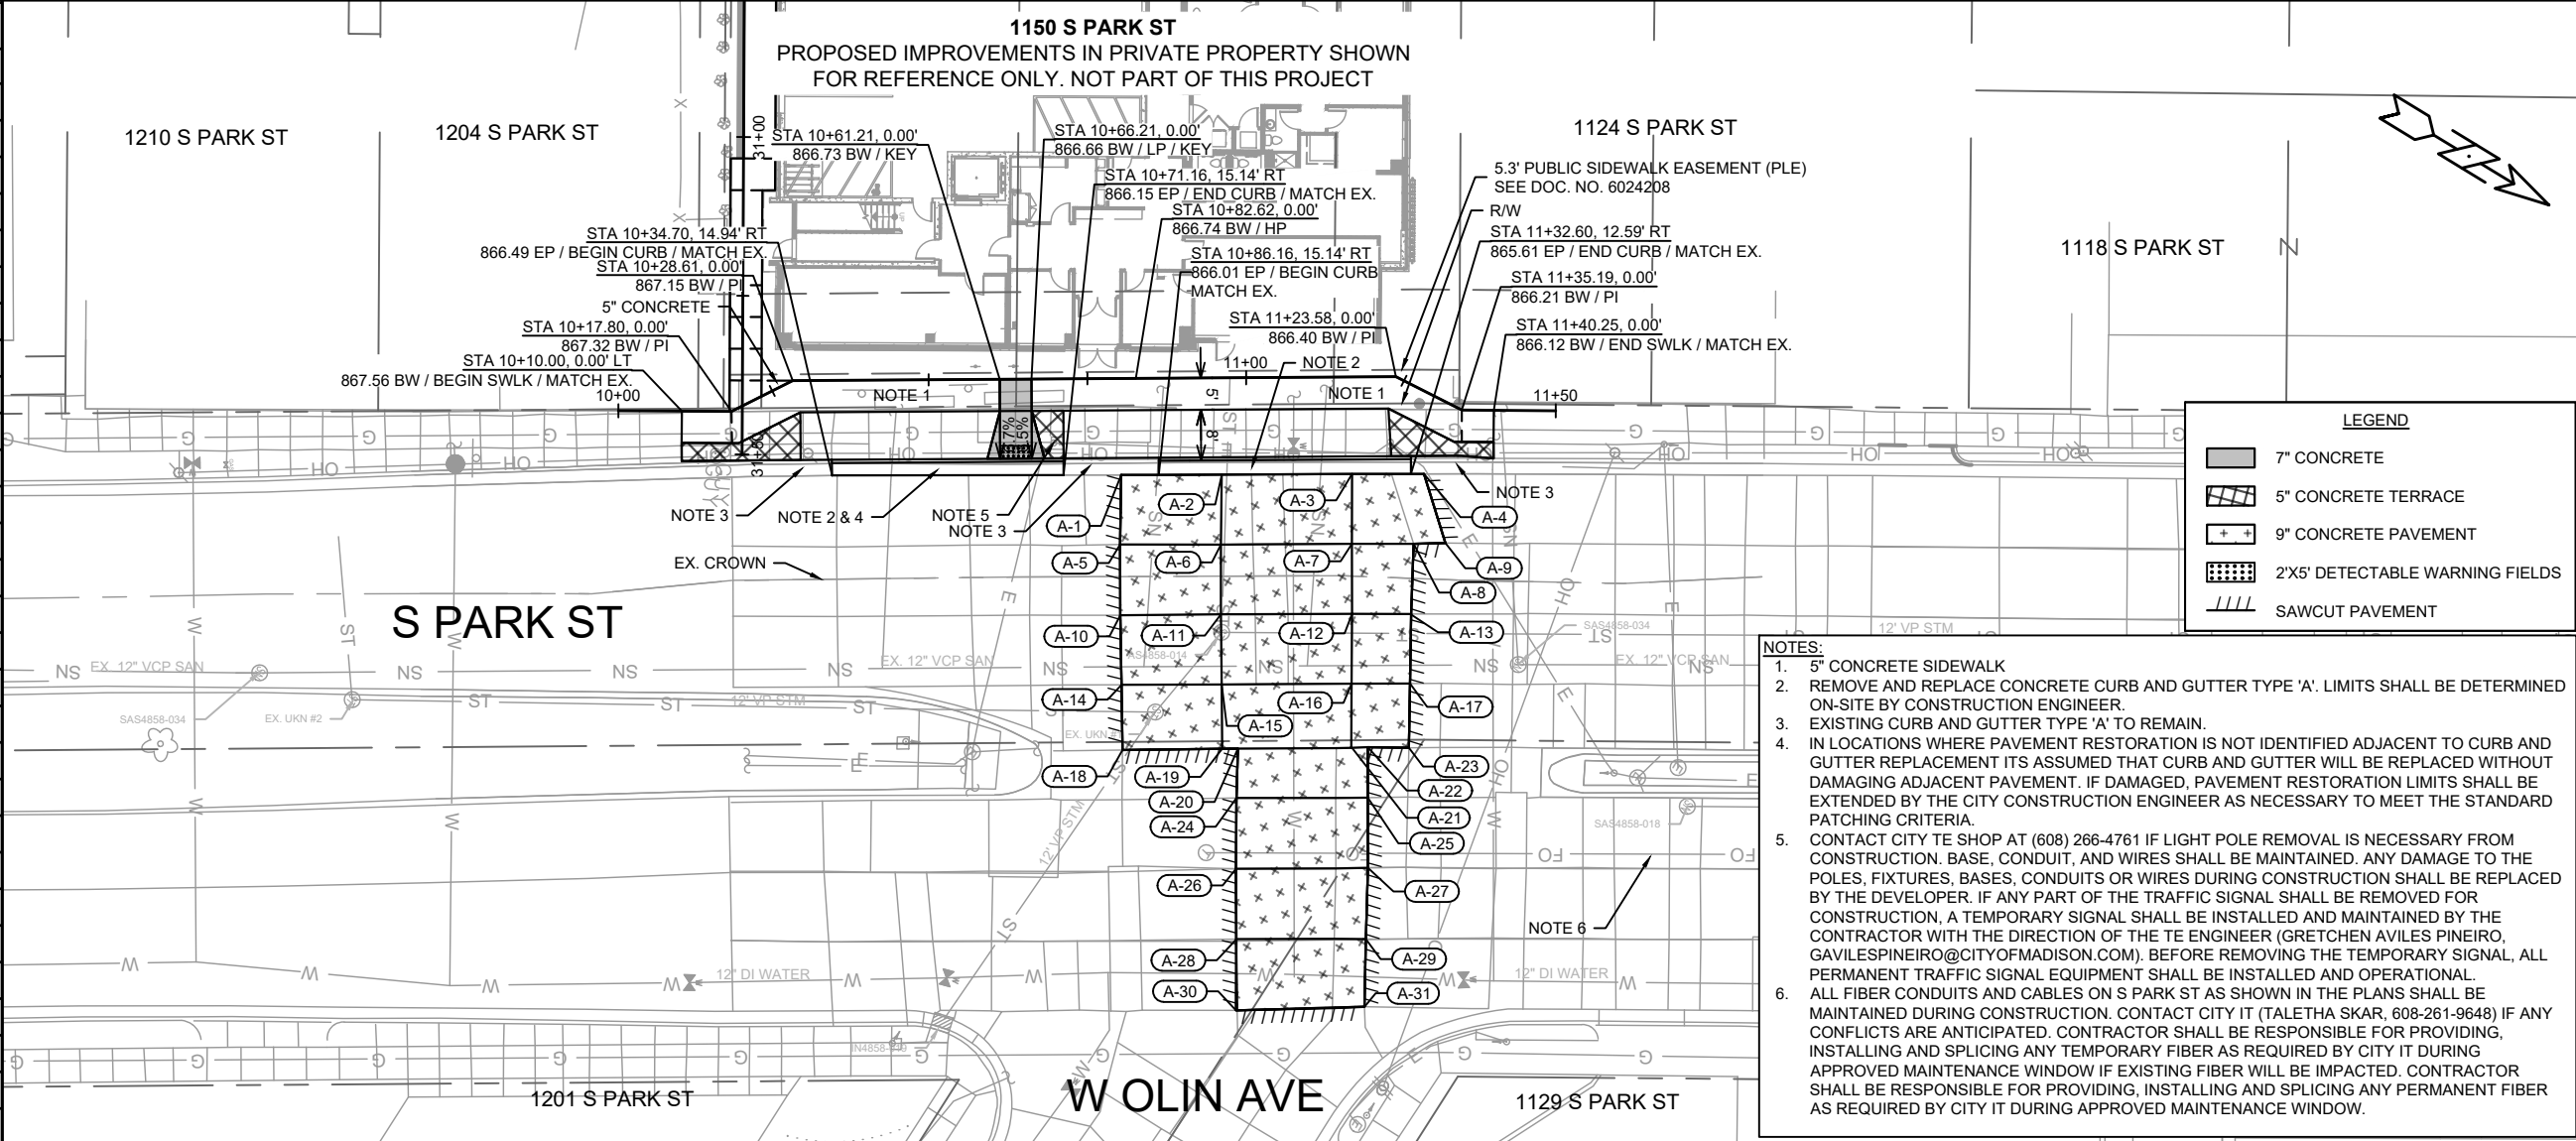 1150 S PARK ST
PROPOSED IMPROVEMENTS IN PRIVATE PROPERTY SHOWN
FOR REFERENCE ONLY. NOT PART OF THIS PROJECT
1210 S PARK ST
1204 S PARK ST
1124 S PARK ST
1118 S PARK ST
N
31+00
STA 10+61.21, 0.00'
866.73 BW / KEY
STA 10+66.21, 0.00'
866.66 BW / LP / KEY
STA 10+71.16, 15.14' RT
866.15 EP / END CURB / MATCH EX.
STA 10+82.62, 0.00'
866.74 BW / HP
STA 10+86.16, 15.14' RT
866.01 EP / BEGIN CURB
MATCH EX.
STA 11+23.58, 0.00'
866.40 BW / PI
STA 10+34.70, 14.94' RT
866.49 EP / BEGIN CURB / MATCH EX.
STA 10+28.61, 0.00'
867.15 BW / PI
5" CONCRETE
STA 10+17.80, 0.00'
867.32 BW / PI
STA 10+10.00, 0.00' LT
867.56 BW / BEGIN SWLK / MATCH EX.
10+00
5.3' PUBLIC SIDEWALK EASEMENT (PLE)
SEE DOC. NO. 6024208
R/W
STA 11+32.60, 12.59' RT
865.61 EP / END CURB / MATCH EX.
STA 11+35.19, 0.00'
866.21 BW / PI
STA 11+40.25, 0.00'
866.12 BW / END SWLK / MATCH EX.
11+00
NOTE 2
NOTE 1
5'
NOTE 1
11+50
8'
31+50
NOTE 3
NOTE 2 & 4
NOTE 5
NOTE 3
NOTE 3
EX. CROWN
S PARK ST
A-1
A-2
A-3
A-4
A-5
A-6
A-7
A-8
A-9
A-10
A-11
A-12
A-13
A-14
A-15
A-16
A-17
A-18
A-19
A-20
A-21
A-22
A-23
A-24
A-25
A-26
A-27
A-28
A-29
A-30
A-31
EX. 12" VCP SAN
EX. 12" VCP SAN
EX. 12" VCP SAN
SAS4858-034
EX. UKN #2
12' VP STM
12' VP STM
12' VP STM
SAS4858-034
SAS4858-018
12" DI WATER
12" DI WATER
NOTE 6
1201 S PARK ST
W OLIN AVE
1129 S PARK ST
LEGEND
7" CONCRETE
5" CONCRETE TERRACE
9" CONCRETE PAVEMENT
2'X5' DETECTABLE WARNING FIELDS
SAWCUT PAVEMENT
NOTES:
1. 5" CONCRETE SIDEWALK
2. REMOVE AND REPLACE CONCRETE CURB AND GUTTER TYPE 'A'. LIMITS SHALL BE DETERMINED
ON-SITE BY CONSTRUCTION ENGINEER.
3. EXISTING CURB AND GUTTER TYPE 'A' TO REMAIN.
4. IN LOCATIONS WHERE PAVEMENT RESTORATION IS NOT IDENTIFIED ADJACENT TO CURB AND
GUTTER REPLACEMENT ITS ASSUMED THAT CURB AND GUTTER WILL BE REPLACED WITHOUT
DAMAGING ADJACENT PAVEMENT. IF DAMAGED, PAVEMENT RESTORATION LIMITS SHALL BE
EXTENDED BY THE CITY CONSTRUCTION ENGINEER AS NECESSARY TO MEET THE STANDARD
PATCHING CRITERIA.
5. CONTACT CITY TE SHOP AT (608) 266-4761 IF LIGHT POLE REMOVAL IS NECESSARY FROM
CONSTRUCTION. BASE, CONDUIT, AND WIRES SHALL BE MAINTAINED. ANY DAMAGE TO THE
POLES, FIXTURES, BASES, CONDUITS OR WIRES DURING CONSTRUCTION SHALL BE REPLACED
BY THE DEVELOPER. IF ANY PART OF THE TRAFFIC SIGNAL SHALL BE REMOVED FOR
CONSTRUCTION, A TEMPORARY SIGNAL SHALL BE INSTALLED AND MAINTAINED BY THE
CONTRACTOR WITH THE DIRECTION OF THE TE ENGINEER (GRETCHEN AVILES PINEIRO,
GAVILESPINEIRO@CITYOFMADISON.COM). BEFORE REMOVING THE TEMPORARY SIGNAL, ALL
PERMANENT TRAFFIC SIGNAL EQUIPMENT SHALL BE INSTALLED AND OPERATIONAL.
6. ALL FIBER CONDUITS AND CABLES ON S PARK ST AS SHOWN IN THE PLANS SHALL BE
MAINTAINED DURING CONSTRUCTION. CONTACT CITY IT (TALETHA SKAR, 608-261-9648) IF ANY
CONFLICTS ARE ANTICIPATED. CONTRACTOR SHALL BE RESPONSIBLE FOR PROVIDING,
INSTALLING AND SPLICING ANY TEMPORARY FIBER AS REQUIRED BY CITY IT DURING
APPROVED MAINTENANCE WINDOW IF EXISTING FIBER WILL BE IMPACTED. CONTRACTOR
SHALL BE RESPONSIBLE FOR PROVIDING, INSTALLING AND SPLICING ANY PERMANENT FIBER
AS REQUIRED BY CITY IT DURING APPROVED MAINTENANCE WINDOW.